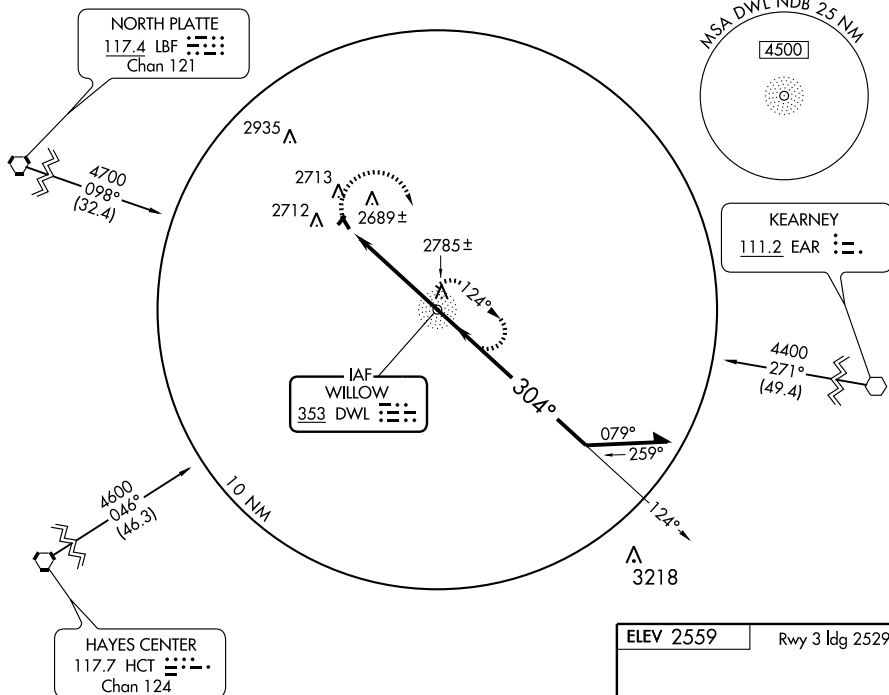 NORTH PLATTE
117.4 LBF
Chan 121
MSA DWL NDB 25 NM
4500
2935
4700
098°
(32.4)
2713
2712
2689±
KEARNEY
111.2 EAR
2785±
124°
IAF
WILLOW
353 DWL
4400
271°
(49.4)
304°
079°
259°
4600
046°
(46.3)
10 NM
124°
3218
HAYES CENTER
117.7 HCT
Chan 124
ELEV 2559
Rwy 3 ldg 2529